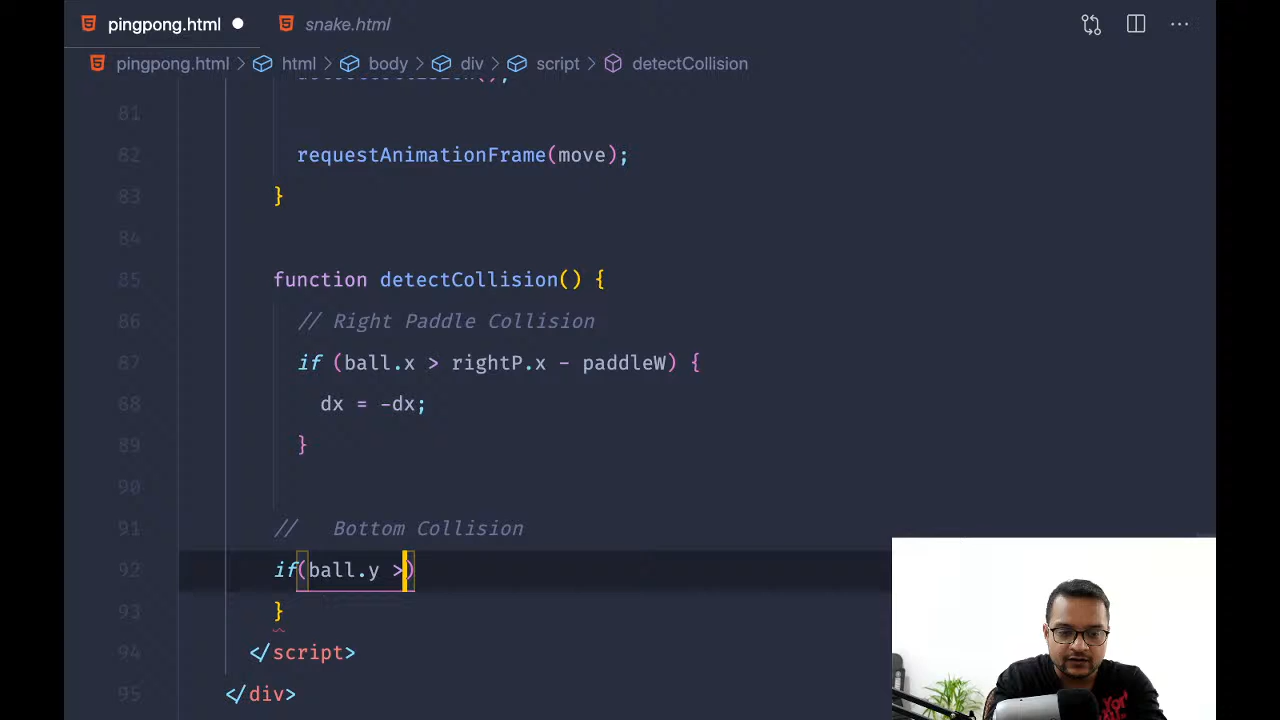 pingpong.html snake.html
pingpong.html > html > body > div > script > detectCollision
81
82 requestAnimationFrame(move);
83 }
84
85 function detectCollision() {
86 // Right Paddle Collision
87 if (ball.x > rightP.x - paddleW) {
88 dx = -dx;
89 }
90
91 // Bottom Collision
92 if(ball.y >)
93 }
94 </script>
95 </div>